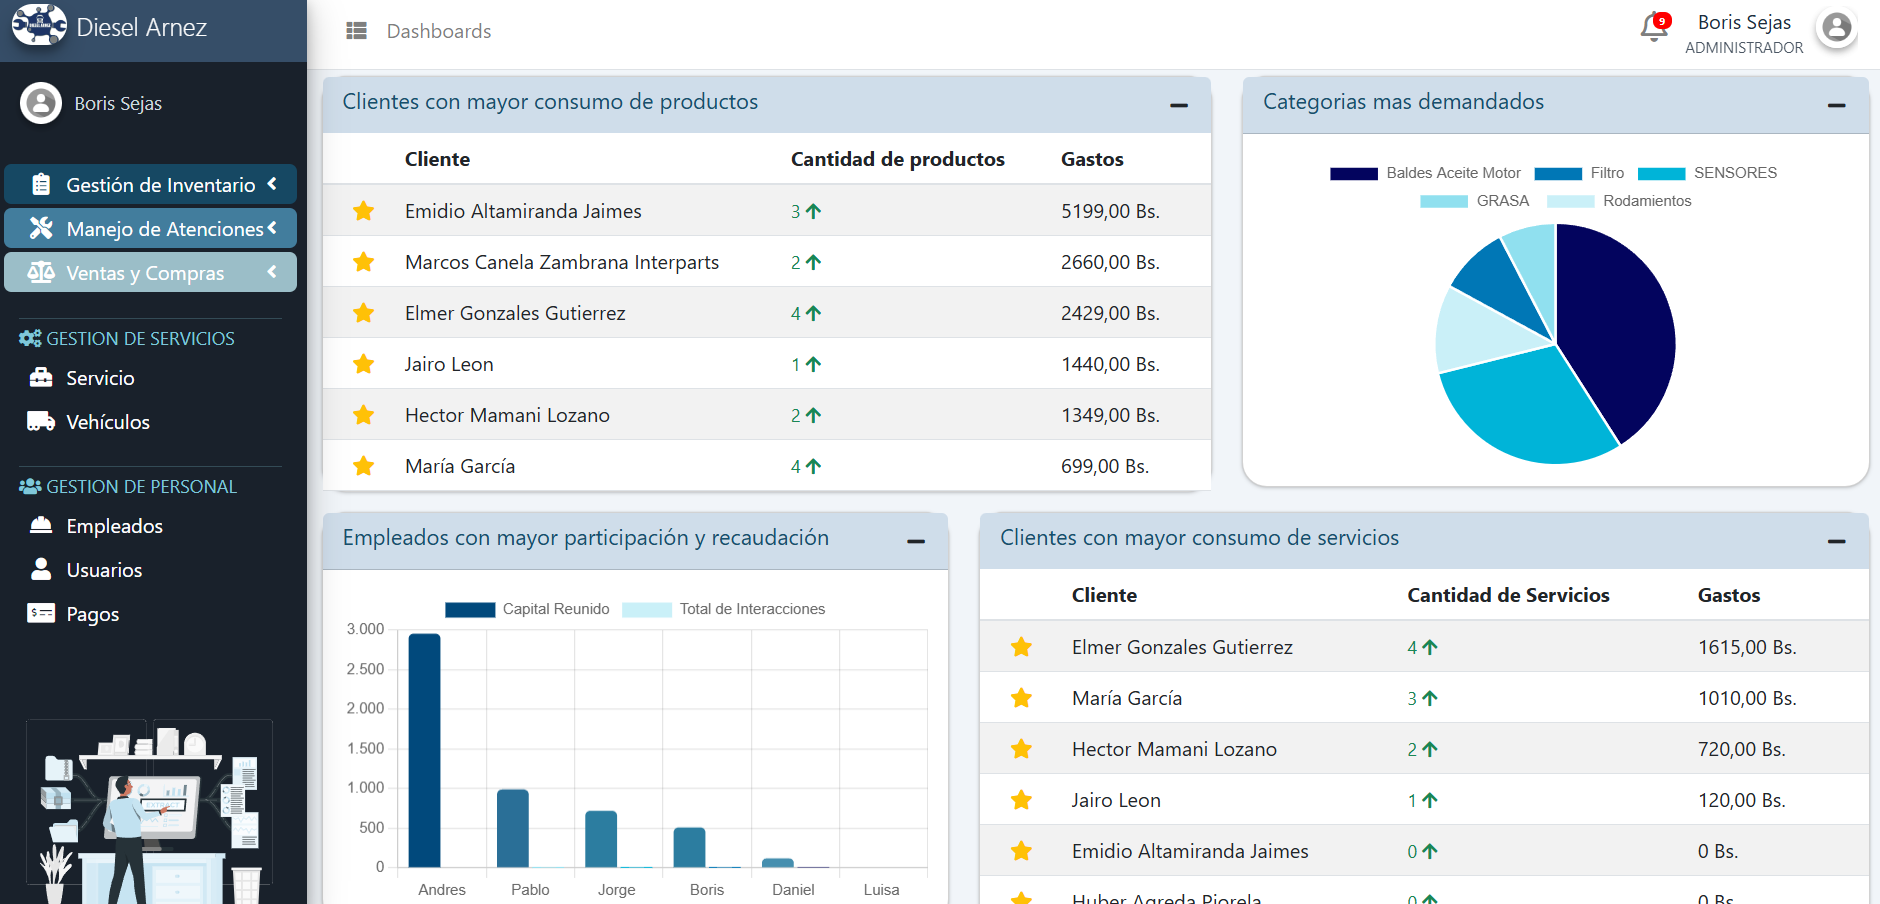 Diesel Arnez
Dashboards
9
Boris Sejas
ADMINISTRADOR
Boris Sejas
Gestión de Inventario
Manejo de Atenciones
Ventas y Compras
GESTION DE SERVICIOS
Servicio
Vehículos
GESTION DE PERSONAL
Empleados
Usuarios
Pagos
Clientes con mayor consumo de productos
Cliente Cantidad de productos Gastos
Emidio Altamiranda Jaimes 3 5199,00 Bs.
Marcos Canela Zambrana Interparts 2 2660,00 Bs.
Elmer Gonzales Gutierrez 4 2429,00 Bs.
Jairo Leon 1 1440,00 Bs.
Hector Mamani Lozano 2 1349,00 Bs.
María García 4 699,00 Bs.
Categorias mas demandados
Baldes Aceite Motor Filtro SENSORES
GRASA Rodamientos
Empleados con mayor participación y recaudación
Capital Reunido Total de Interacciones
3.000
2.500
2.000
1.500
1.000
500
0
Andres Pablo Jorge Boris Daniel Luisa
Clientes con mayor consumo de servicios
Cliente Cantidad de Servicios Gastos
Elmer Gonzales Gutierrez 4 1615,00 Bs.
María García 3 1010,00 Bs.
Hector Mamani Lozano 2 720,00 Bs.
Jairo Leon 1 120,00 Bs.
Emidio Altamiranda Jaimes 0 0 Bs.
Huber Agreda Piorela 0 0 Bs.